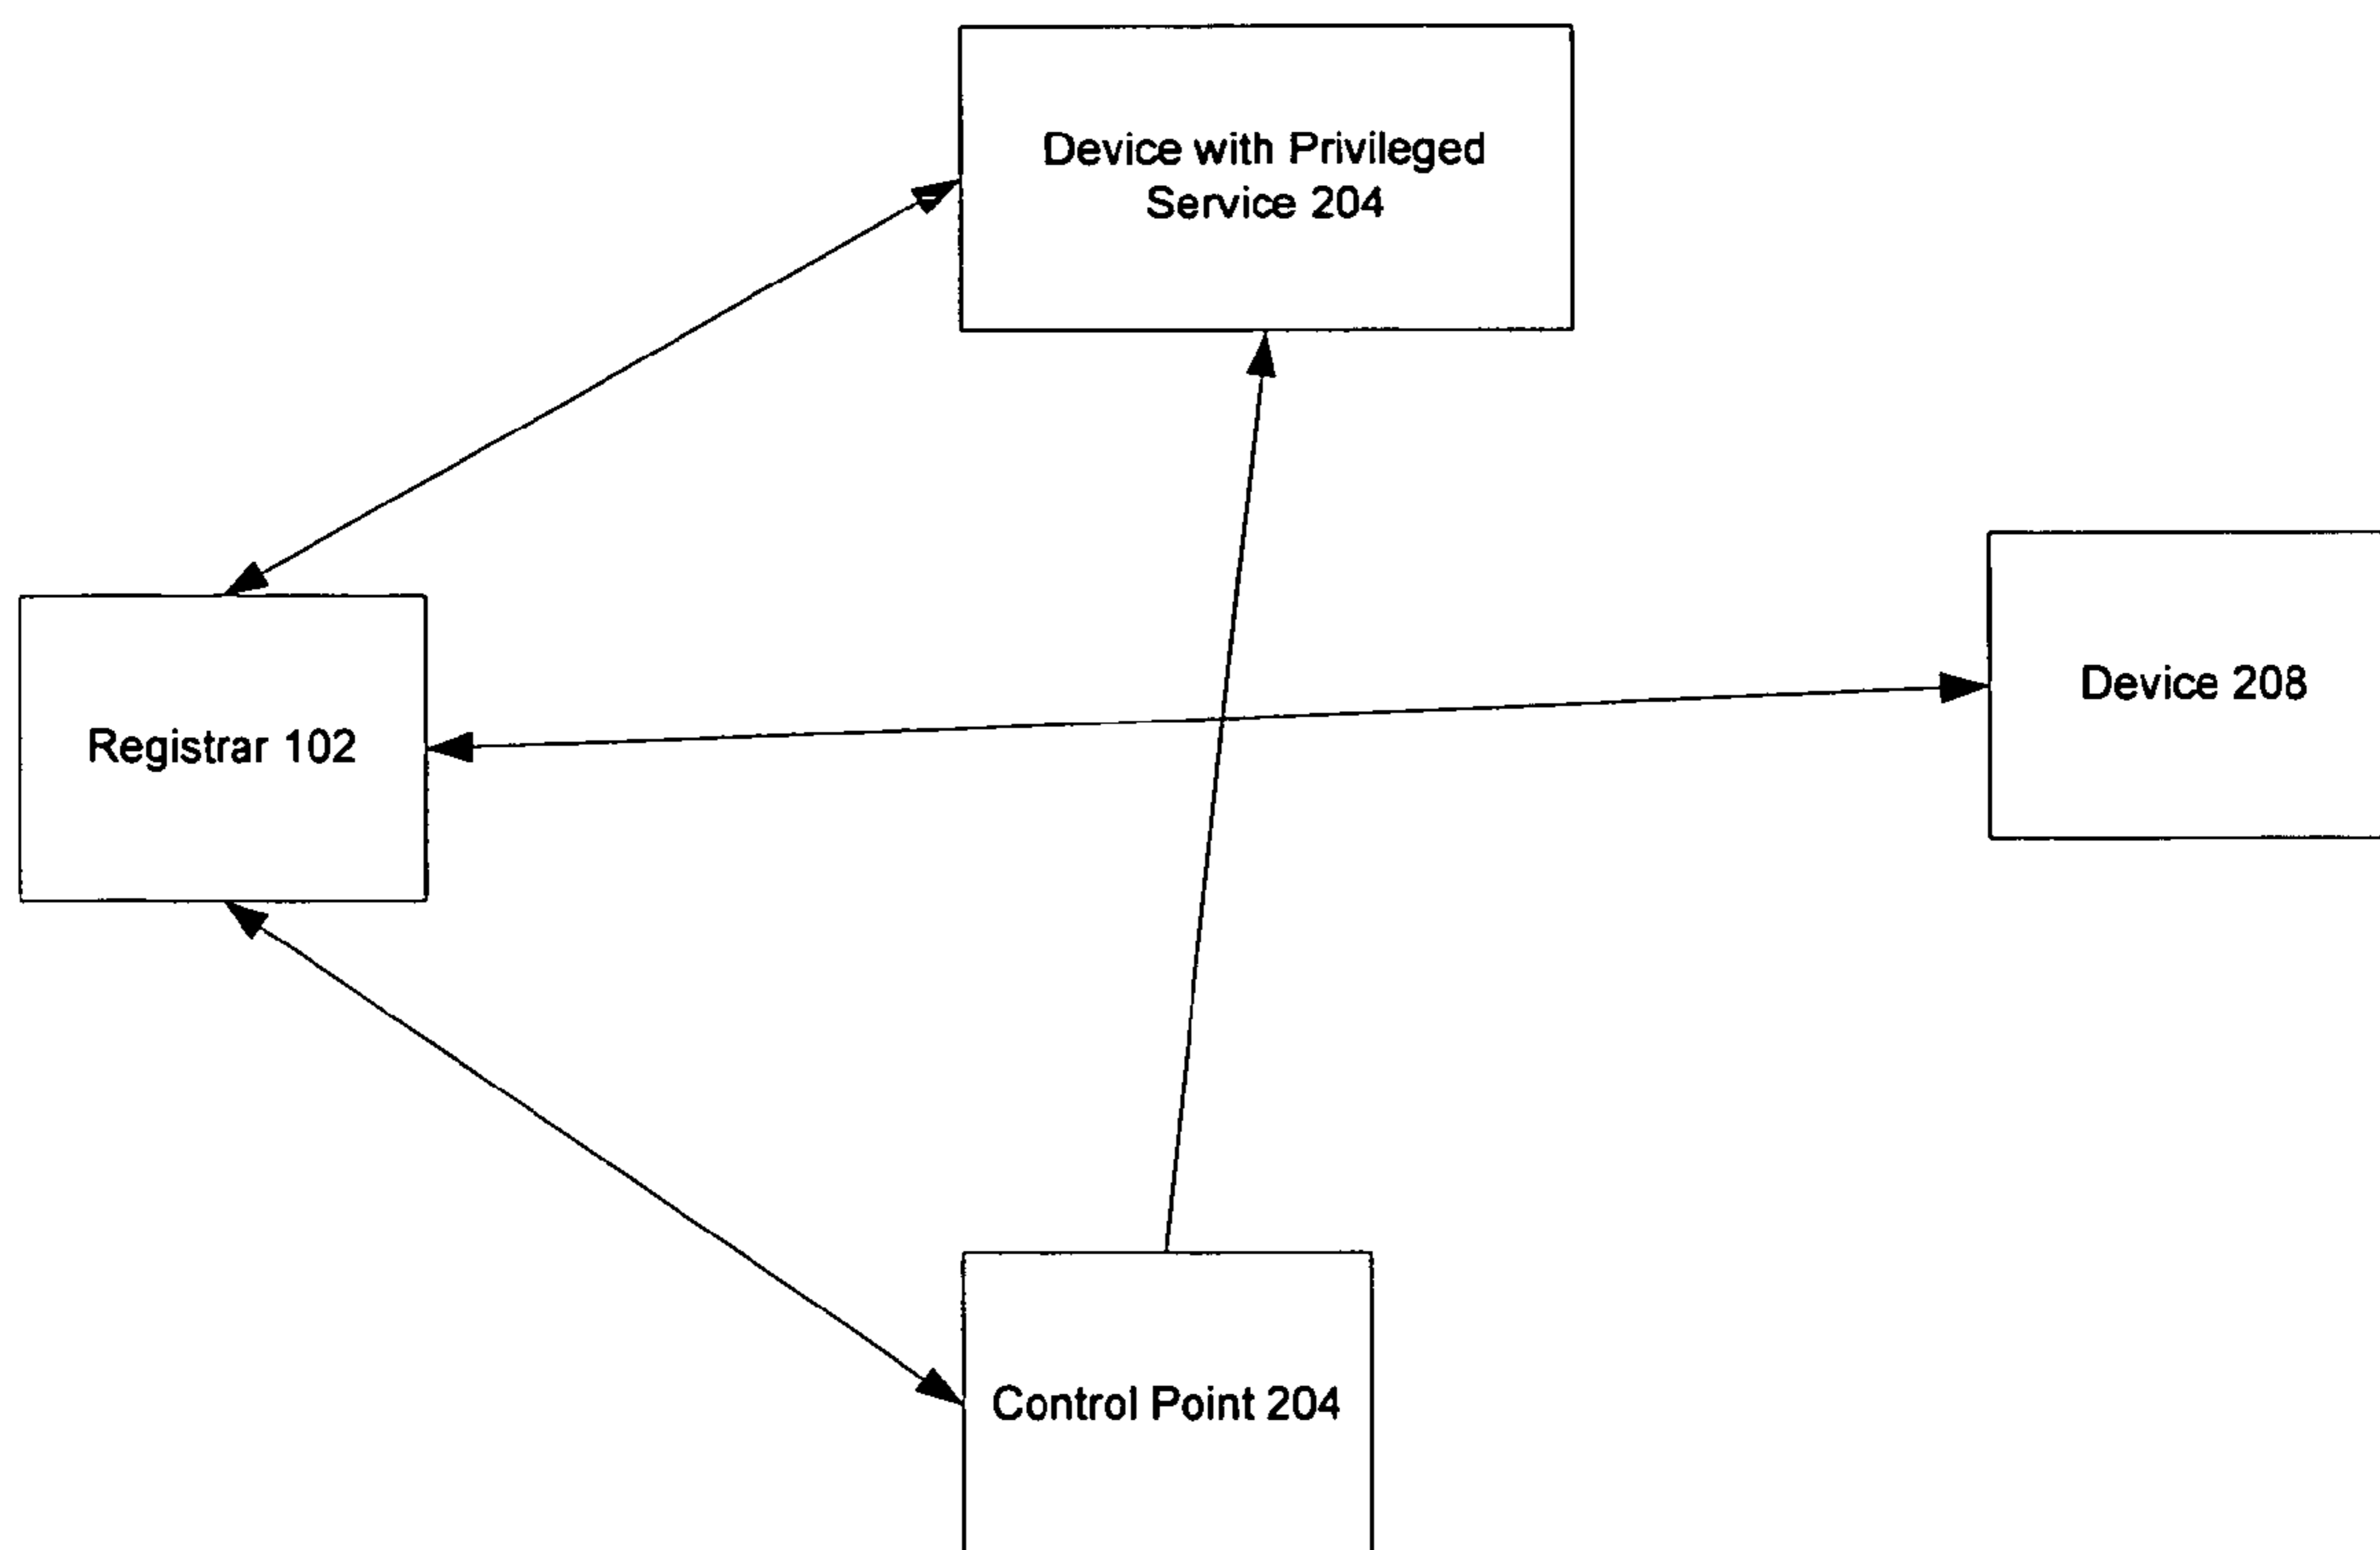 Device with Privileged
Service 204
Device 208
Registrar 102
Control Point 204